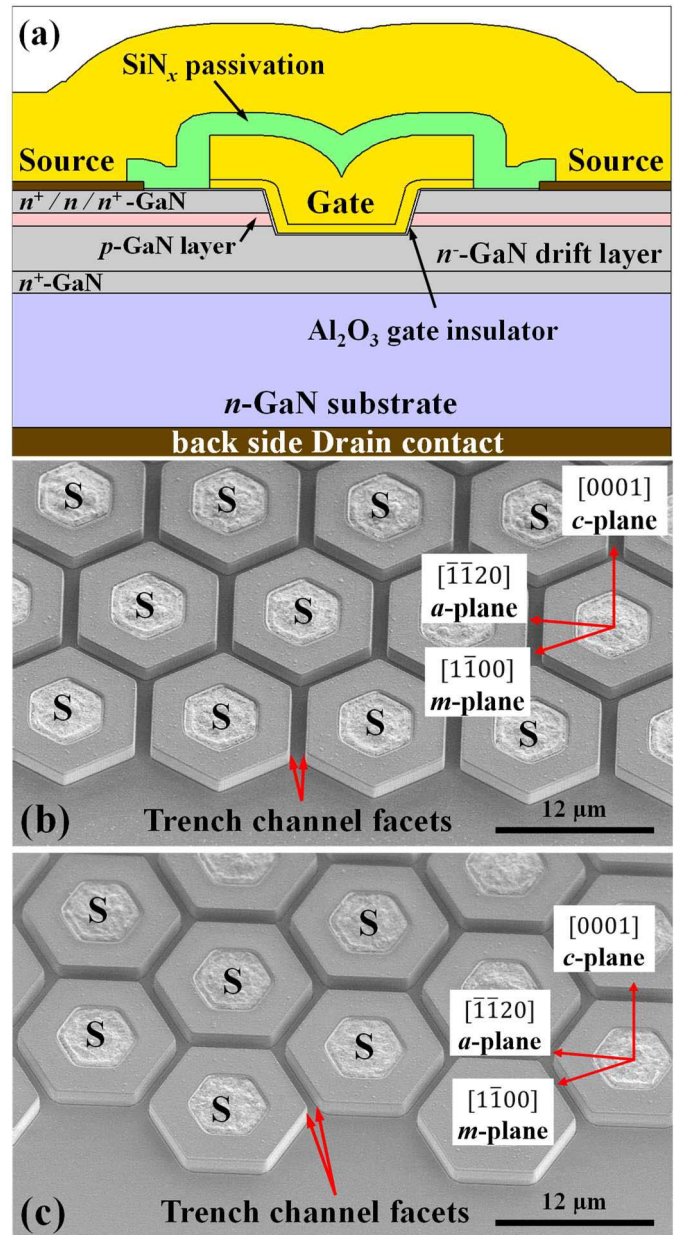 (a)
SiNx passivation
Source
Source
Gate
n+ / n / n+-GaN
p-GaN layer
n--GaN drift layer
n+-GaN
Al2O3 gate insulator
n-GaN substrate
back side Drain contact
S
S
S
S
[0001]
c-plane
[1̅1̅20]
a-plane
S
S
[11̅00]
m-plane
S
S
S
S
Trench channel facets
12 µm
(b)
S
S
[0001]
c-plane
S
[1̅1̅20]
a-plane
S
S
[11̅00]
m-plane
S
Trench channel facets
12 µm
(c)